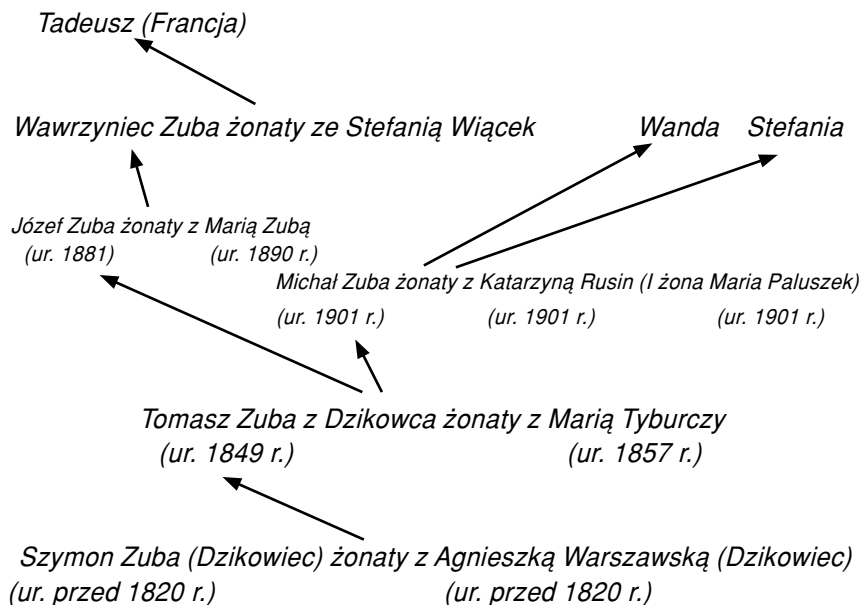 Tadeusz (Francja)
Wawrzyniec Zuba żonaty ze Stefanią Wiącek Wanda Stefania
Józef Zuba żonaty z Marią Zubą
(ur. 1881) (ur. 1890 r.)
Michał Zuba żonaty z Katarzyną Rusin (I żona Maria Paluszek)
(ur. 1901 r.) (ur. 1901 r.) (ur. 1901 r.)
Tomasz Zuba z Dzikowca żonaty z Marią Tyburczy
(ur. 1849 r.) (ur. 1857 r.)
Szymon Zuba (Dzikowiec) żonaty z Agnieszką Warszawską (Dzikowiec)
(ur. przed 1820 r.) (ur. przed 1820 r.)